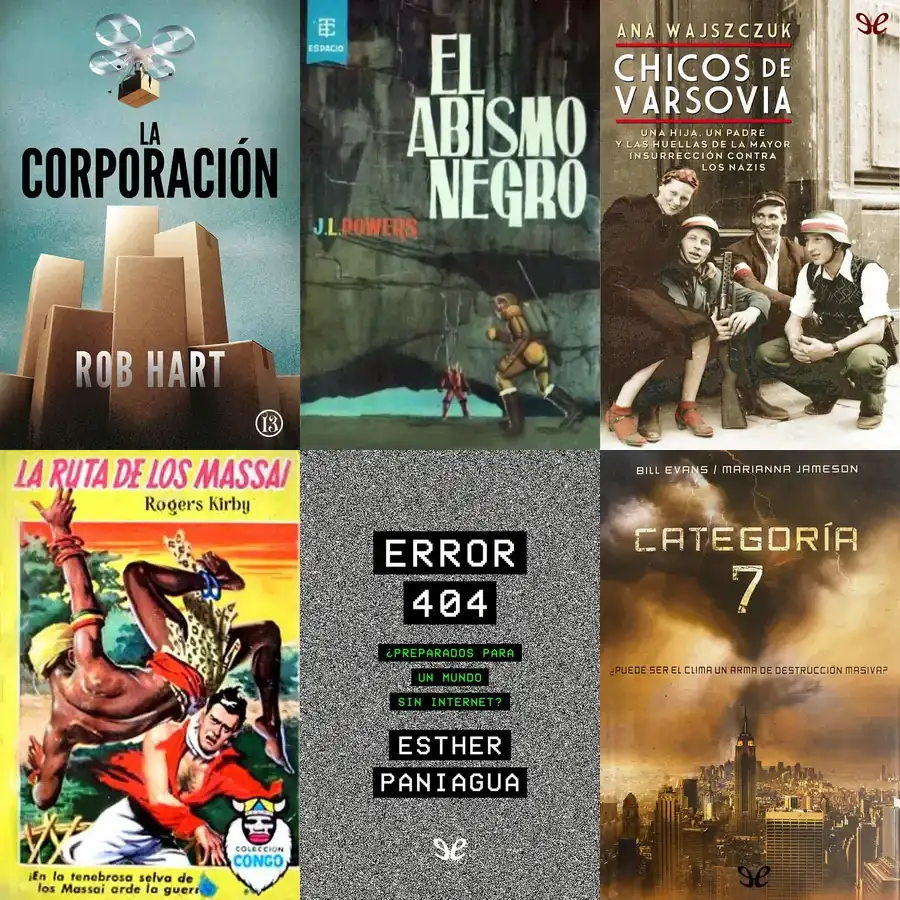 LA
CORPORACIÓN
ROB HART
13
ESPACIO
EL
ABISMO
NEGRO
J.L.POWERS
ANA WAJSZCZUK
CHICOS DE
VARSOVIA
UNA HIJA, UN PADRE
Y LAS HUELLAS DE LA MAYOR
INSURRECCIÓN CONTRA
LOS NAZIS
LA RUTA DE LOS MASSAI
Rogers Kirby
COLECCION
CONGO
¡En la tenebrosa selva de
los Massai arde la guerr
ERROR
404
¿PREPARADOS PARA
UN MUNDO
SIN INTERNET?
ESTHER
PANIAGUA
BILL EVANS / MARIANNA JAMESON
CATEGORÍA
7
¿PUEDE SER EL CLIMA UN ARMA DE DESTRUCCIÓN MASIVA?